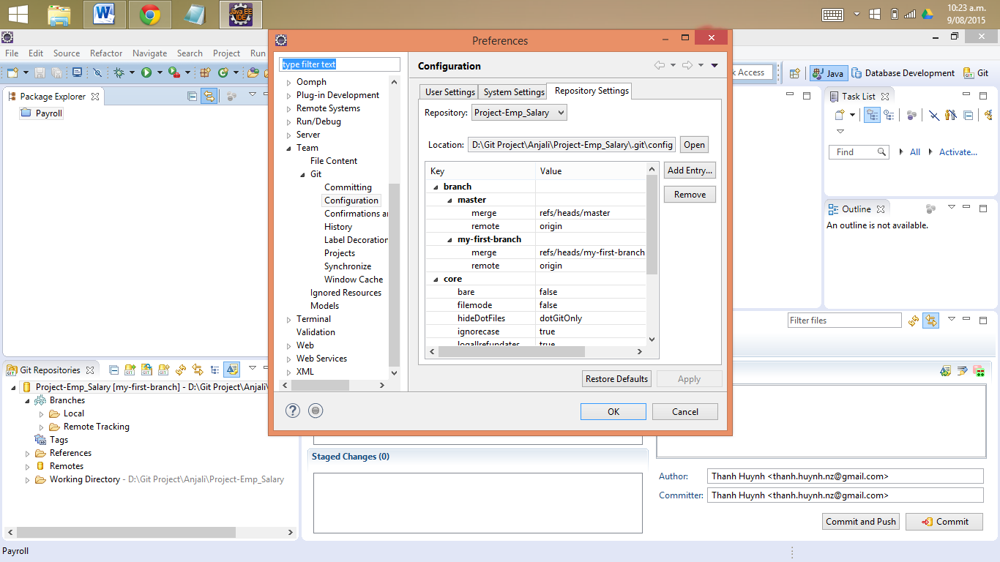 Java EE
IDE
10:23 a.m.
9/08/2015
Preferences
File Edit Source Refactor Navigate Search Project Run
k Access
Java
Database Development
Git
Package Explorer
Payroll
type filter text
Oomph
Plug-in Development
Remote Systems
Run/Debug
Server
Team
File Content
Git
Committing
Configuration
Confirmations a
History
Label Decoration
Projects
Synchronize
Window Cache
Ignored Resources
Models
Terminal
Validation
Web
Web Services
XML
Configuration
User Settings System Settings Repository Settings
Repository: Project-Emp_Salary
Location: D:\Git Project\Anjali\Project-Emp_Salary\.git\config Open
Key Value
branch
master
merge refs/heads/master
remote origin
my-first-branch
merge refs/heads/my-first-branch
remote origin
core
bare false
filemode false
hideDotFiles dotGitOnly
ignorecase true
logallrefupdates true
Add Entry...
Remove
Restore Defaults Apply
OK Cancel
Task List
Find All Activate...
Outline
An outline is not available.
Filter files
Git Repositories
Project-Emp_Salary [my-first-branch] - D:\Git Project\Anjali\
Branches
Local
Remote Tracking
Tags
References
Remotes
Working Directory - D:\Git Project\Anjali\Project-Emp_Salary
Staged Changes (0)
Author: Thanh Huynh <thanh.huynh.nz@gmail.com>
Committer: Thanh Huynh <thanh.huynh.nz@gmail.com>
Commit and Push Commit
Payroll